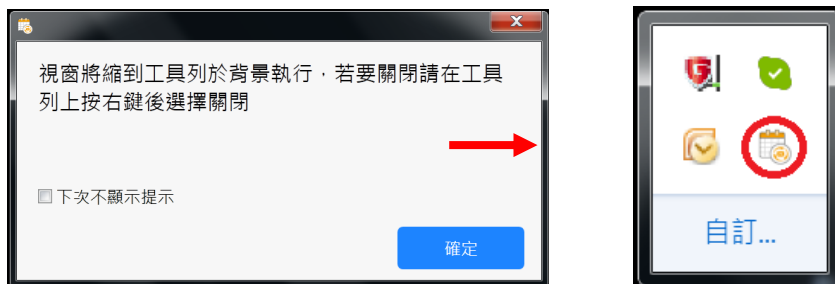 視窗將縮到工具列於背景執行，若要關閉請在工具
列上按右鍵後選擇關閉
下次不顯示提示
確定
自訂...